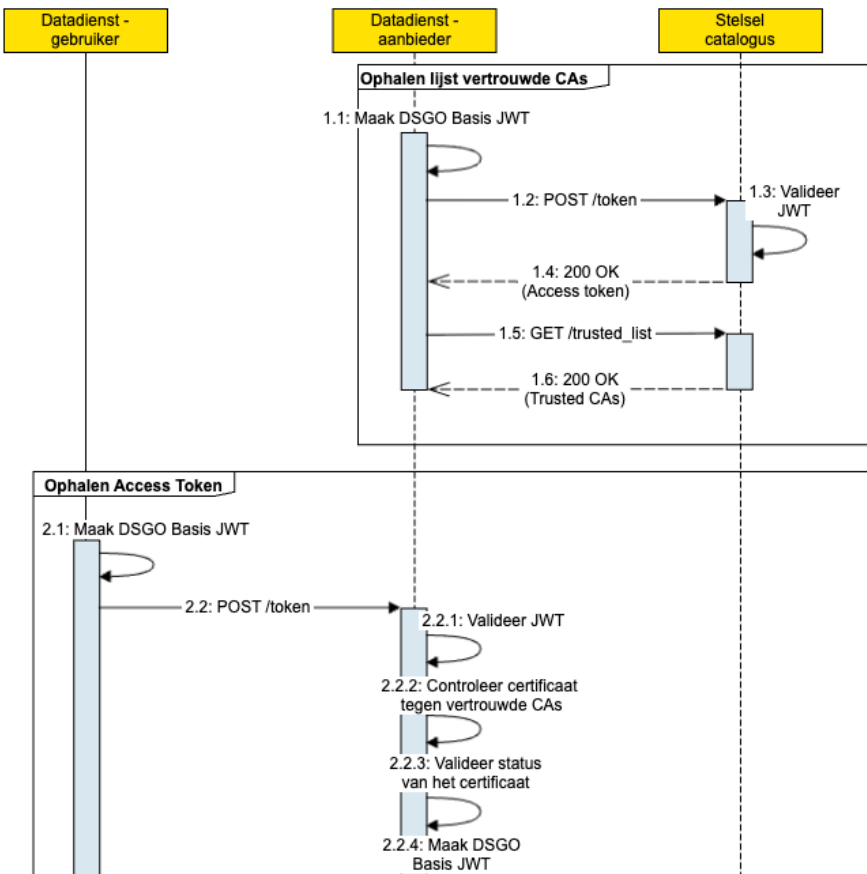 Datadienst -
gebruiker
Datadienst -
aanbieder
Stelsel
catalogus
Ophalen lijst vertrouwde CAs
1.1: Maak DSGO Basis JWT
1.2: POST /token
1.3: Valideer
JWT
1.4: 200 OK
(Access token)
1.5: GET /trusted_list
1.6: 200 OK
(Trusted CAs)
Ophalen Access Token
2.1: Maak DSGO Basis JWT
2.2: POST /token
2.2.1: Valideer JWT
2.2.2: Controleer certificaat
tegen vertrouwde CAs
2.2.3: Valideer status
van het certificaat
2.2.4: Maak DSGO
Basis JWT